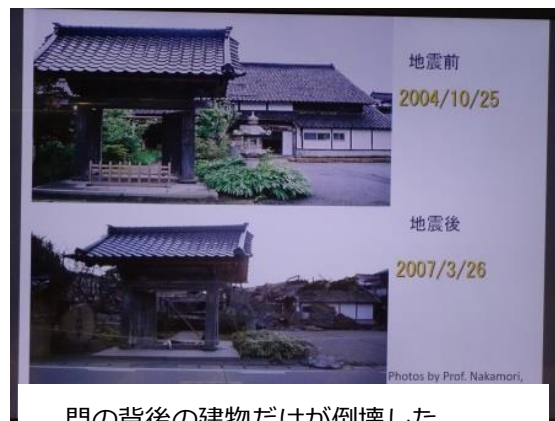 地震前
2004/10/25
地震後
2007/3/26
Photos by Prof. Nakamori,
門の背後の建物だけが倒壊した